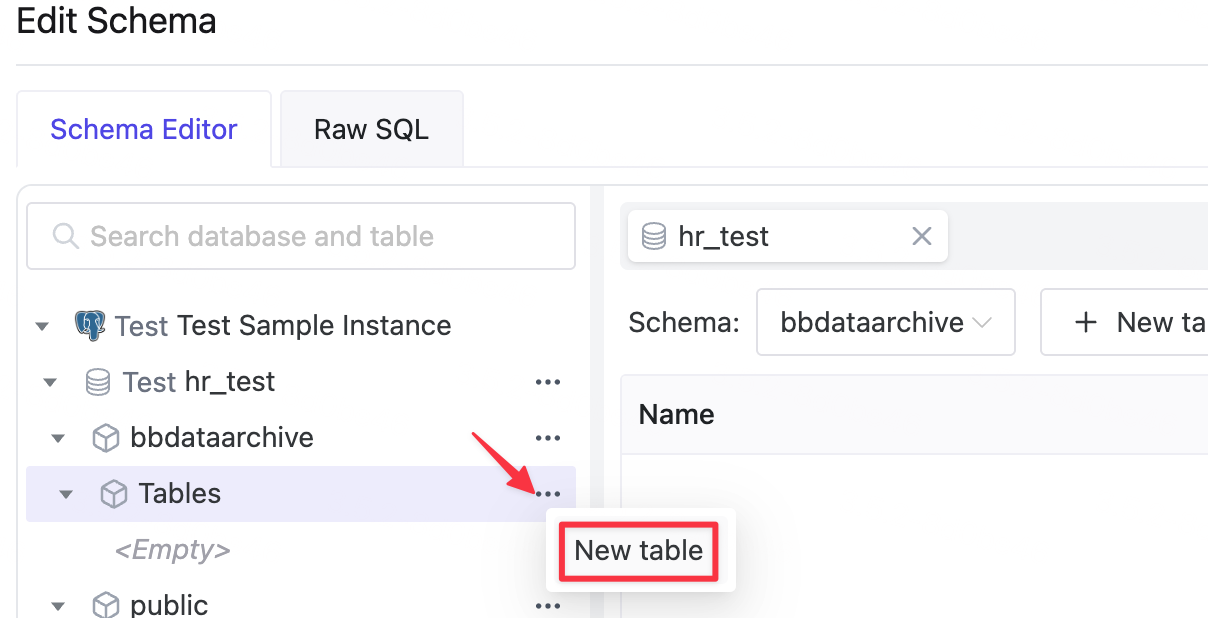 Edit Schema
Schema Editor
Raw SQL
Search database and table
hr_test
Test Test Sample Instance
Schema:
bbdataarchive
+ New ta
Test hr_test
bbdataarchive
Name
Tables
<Empty>
New table
public